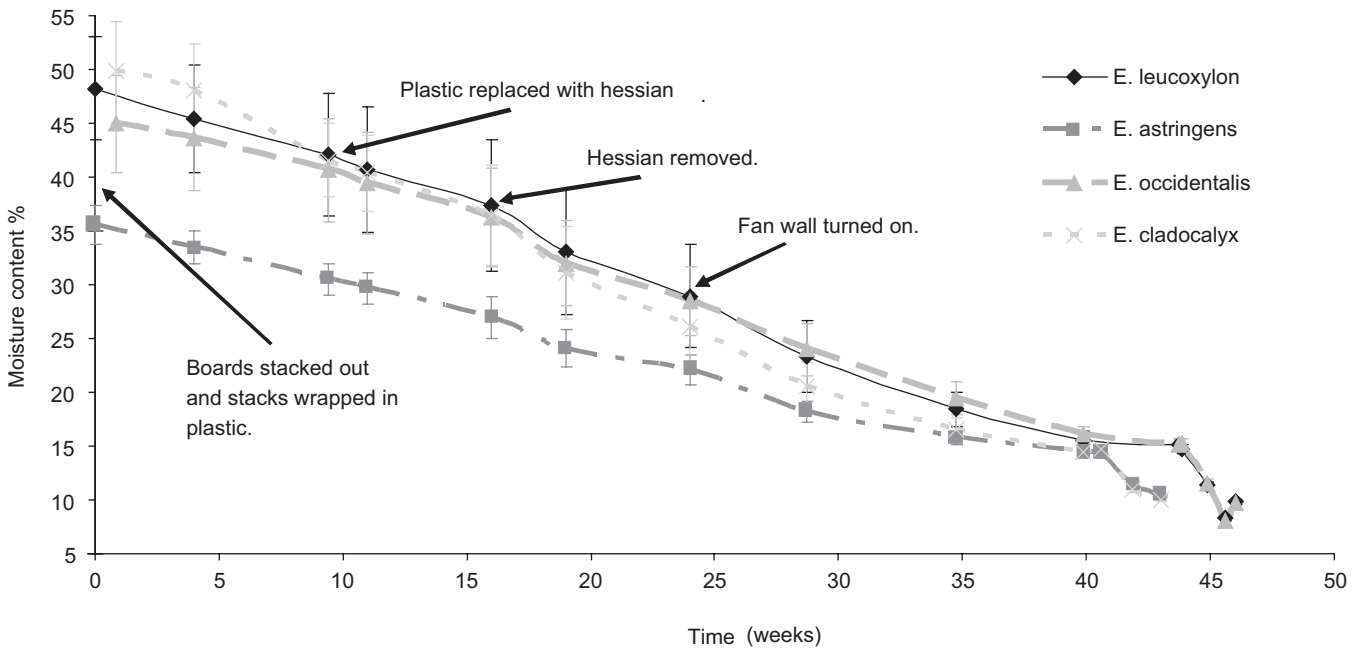 55
50
45
40
35
30
25
20
15
10
5
Moisture content %
0
5
10
15
20
25
30
35
40
45
50
Time (weeks)
Plastic replaced with hessian .
Hessian removed.
Fan wall turned on.
Boards stacked out
and stacks wrapped in
plastic.
E. leucoxylon
E. astringens
E. occidentalis
E. cladocalyx